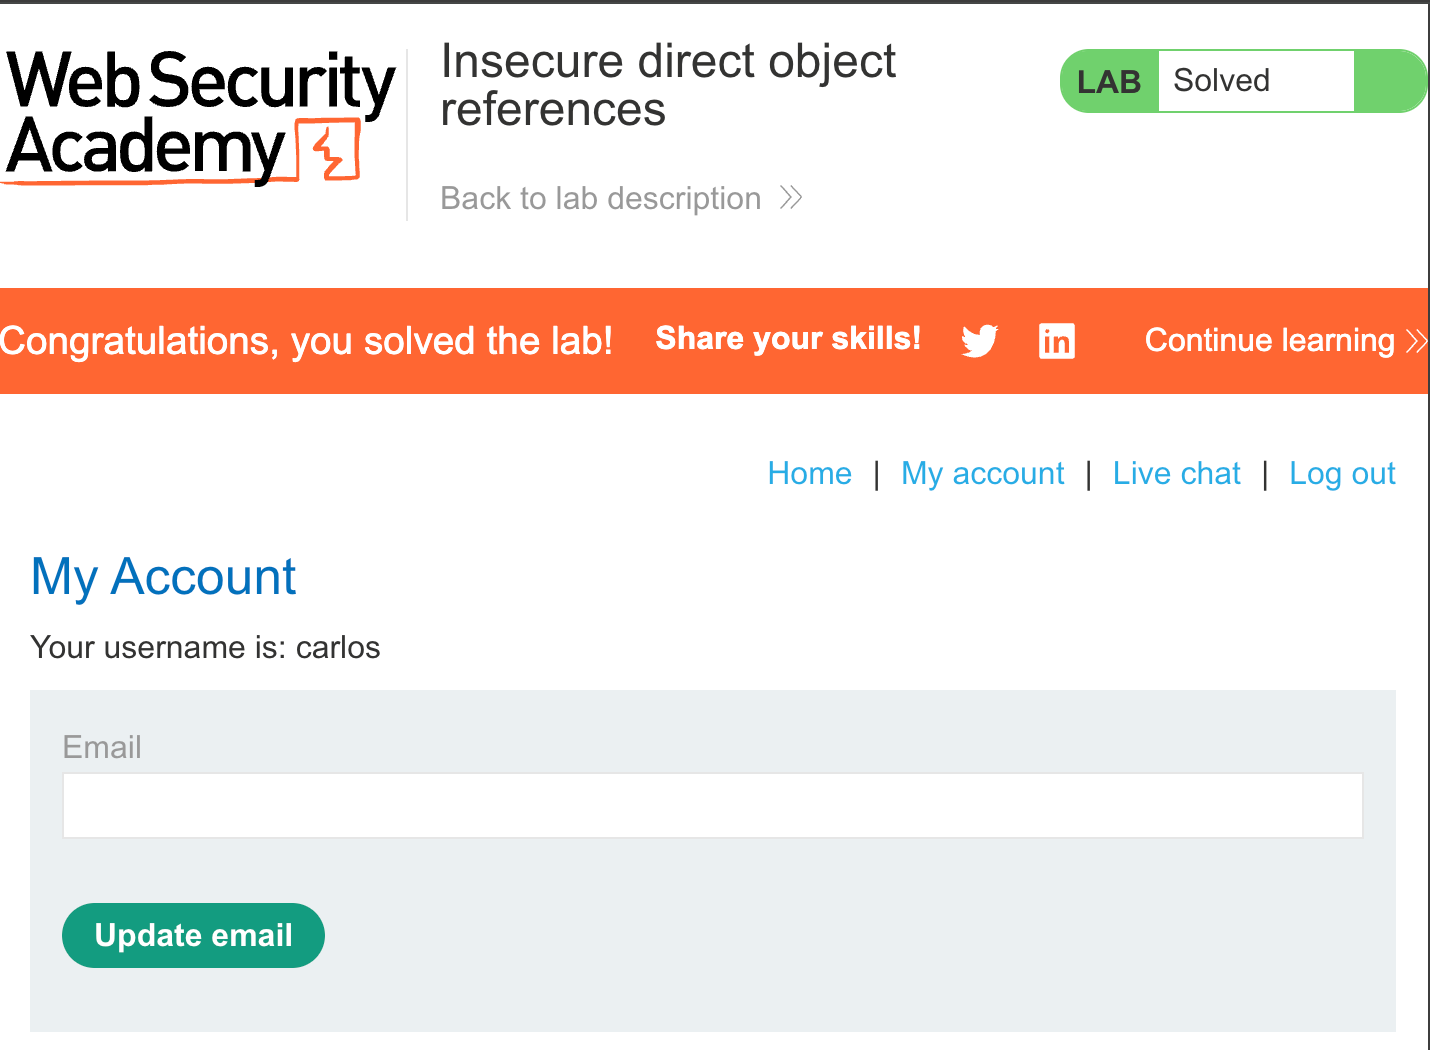 Web Security
Academy
Insecure direct object
references
Back to lab description
LAB Solved
Congratulations, you solved the lab! Share your skills! in Continue learning
Home | My account | Live chat | Log out
My Account
Your username is: carlos
Email
Update email